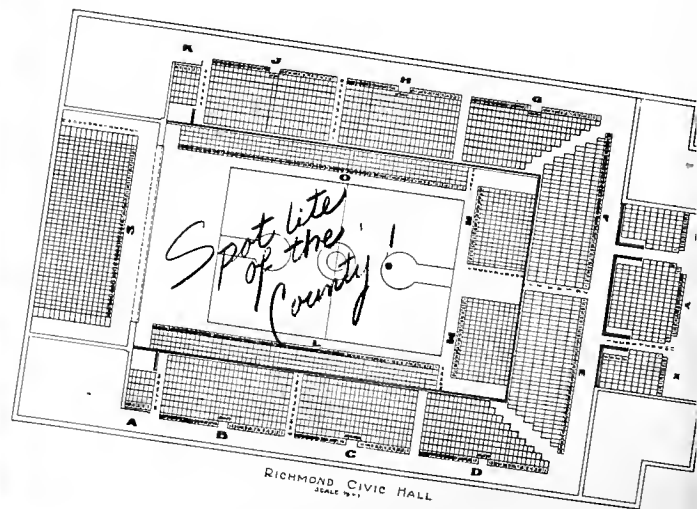 K
J
H
G
S
O
Spot lite
of the
County!
L
A
B
C
D
RICHMOND CIVIC HALL